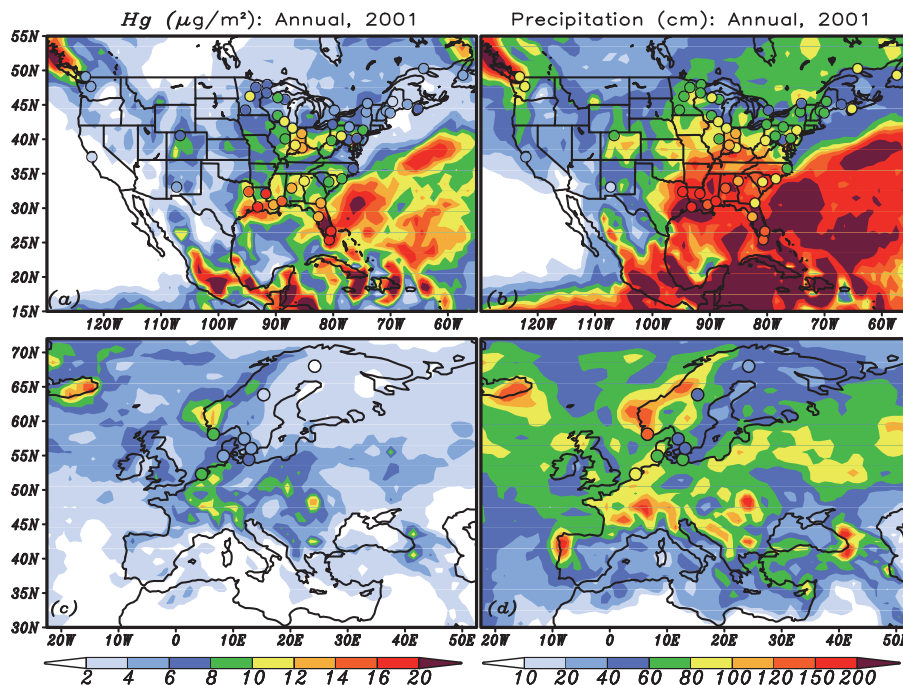 Hg (μg/m²): Annual, 2001
Precipitation (cm): Annual, 2001
55N
50N
45N
40N
35N
30N
25N
20N
15N
(a)
(b)
120W 110W 100W 90W 80W 70W 60W
120W 110W 100W 90W 80W 70W 60W
70N
65N
60N
55N
50N
45N
40N
35N
30N
(c)
(d)
20W 10W 0 10E 20E 30E 40E 50E
20W 10W 0 10E 20E 30E 40E 50E
2 4 6 8 10 12 14 16 20
10 20 40 60 80 100 120 150 200